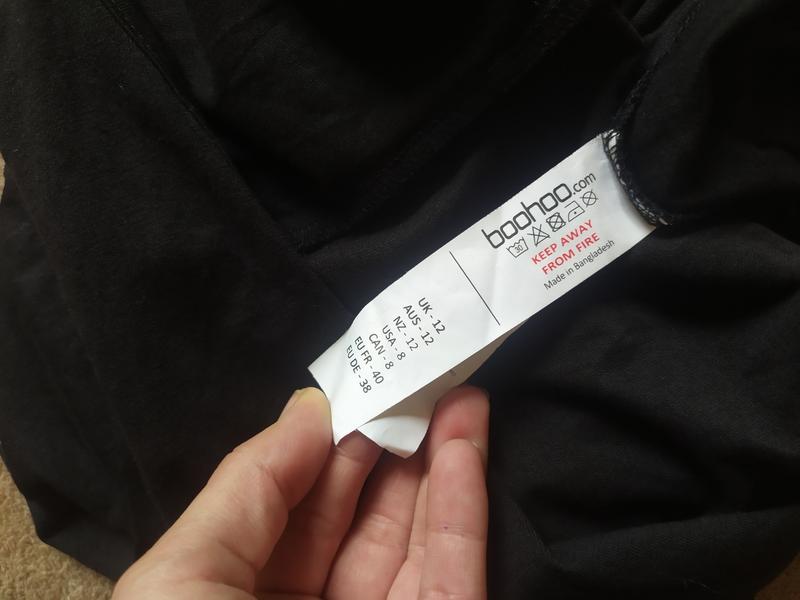 boohoo.com
30
KEEP AWAY
FROM FIRE
Made in Bangladesh
UK - 12
AUS - 12
NZ - 12
USA - 8
CAN - 8
EU FR - 40
EU DE - 38